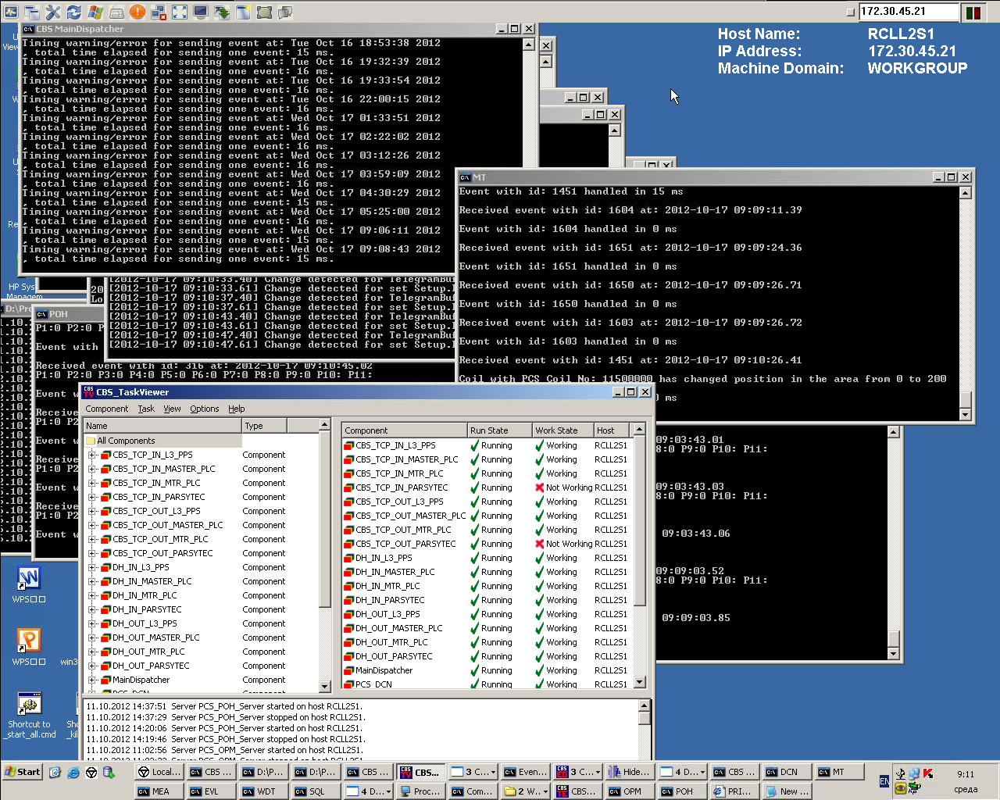 172.30.45.21
Host Name: RCLL2S1
IP Address: 172.30.45.21
Machine Domain: WORKGROUP
CBS MainDispatcher
Timing warning/error for sending event at: Tue Oct 16 18:53:38 2012
, total time elapsed for sending one event: 15 ms.
Timing warning/error for sending event at: Tue Oct 16 19:32:39 2012
, total time elapsed for sending one event: 16 ms.
Timing warning/error for sending event at: Tue Oct 16 19:33:54 2012
, total time elapsed for sending one event: 16 ms.
Timing warning/error for sending event at: Tue Oct 16 22:00:15 2012
, total time elapsed for sending one event: 16 ms.
Timing warning/error for sending event at: Wed Oct 17 01:33:51 2012
, total time elapsed for sending one event: 16 ms.
Timing warning/error for sending event at: Wed Oct 17 02:22:02 2012
, total time elapsed for sending one event: 16 ms.
Timing warning/error for sending event at: Wed Oct 17 03:12:26 2012
, total time elapsed for sending one event: 16 ms.
Timing warning/error for sending event at: Wed Oct 17 03:59:09 2012
, total time elapsed for sending one event: 16 ms.
Timing warning/error for sending event at: Wed Oct 17 04:30:29 2012
, total time elapsed for sending one event: 15 ms.
Timing warning/error for sending event at: Wed Oct 17 05:25:00 2012
, total time elapsed for sending one event: 16 ms.
Timing warning/error for sending event at: Wed Oct 17 09:06:11 2012
, total time elapsed for sending one event: 15 ms.
Timing warning/error for sending event at: Wed Oct 17 09:08:43 2012
, total time elapsed for sending one event: 15 ms.
MT
Event with id: 1451 handled in 15 ms
Received event with id: 1604 at: 2012-10-17 09:09:11.39
Event with id: 1604 handled in 0 ms
Received event with id: 1651 at: 2012-10-17 09:09:24.36
Event with id: 1651 handled in 0 ms
Received event with id: 1650 at: 2012-10-17 09:09:26.71
Event with id: 1650 handled in 0 ms
Received event with id: 1603 at: 2012-10-17 09:09:26.72
Event with id: 1603 handled in 0 ms
Received event with id: 1451 at: 2012-10-17 09:10:26.41
Coil with PCS Coil No: 11500000 has changed position in the area from 0 to 200
ms
HP Sys
Managem
[2012-10-17 09:10:33.40] Change detected for TelegramBu
[2012-10-17 09:10:33.61] Change detected for set Setup.
[2012-10-17 09:10:37.40] Change detected for TelegramBu
[2012-10-17 09:10:37.61] Change detected for set Setup.
[2012-10-17 09:10:43.40] Change detected for TelegramBu
[2012-10-17 09:10:43.61] Change detected for set Setup.
[2012-10-17 09:10:47.40] Change detected for TelegramBu
[2012-10-17 09:10:47.61] Change detected for set Setup.
POH
P1:0 P2:0 P
Event with
Received event with id: 316 at: 2012-10-17 09:10:45.02
P1:0 P2:0 P3:0 P4:0 P5:0 P6:0 P7:0 P8:0 P9:0 P10: P11:
09:03:43.01
8:0 P9:0 P10: P11:
09:03:43.03
8:0 P9:0 P10: P11:
09:03:43.06
09:09:03.52
8:0 P9:0 P10: P11:
09:09:03.85
CBS_TaskViewer
Component Task View Options Help
Name Type
All Components
CBS_TCP_IN_L3_PPS Component
CBS_TCP_IN_MASTER_PLC Component
CBS_TCP_IN_MTR_PLC Component
CBS_TCP_IN_PARSYTEC Component
CBS_TCP_OUT_L3_PPS Component
CBS_TCP_OUT_MASTER_PLC Component
CBS_TCP_OUT_MTR_PLC Component
CBS_TCP_OUT_PARSYTEC Component
DH_IN_L3_PPS Component
DH_IN_MASTER_PLC Component
DH_IN_MTR_PLC Component
DH_IN_PARSYTEC Component
DH_OUT_L3_PPS Component
DH_OUT_MASTER_PLC Component
DH_OUT_MTR_PLC Component
DH_OUT_PARSYTEC Component
MainDispatcher Component
PCS_DCN Component
Component Run State Work State Host
CBS_TCP_IN_L3_PPS Running Working RCLL2S1
CBS_TCP_IN_MASTER_PLC Running Working RCLL2S1
CBS_TCP_IN_MTR_PLC Running Working RCLL2S1
CBS_TCP_IN_PARSYTEC Running Not Working RCLL2S1
CBS_TCP_OUT_L3_PPS Running Working RCLL2S1
CBS_TCP_OUT_MASTER_PLC Running Working RCLL2S1
CBS_TCP_OUT_MTR_PLC Running Working RCLL2S1
CBS_TCP_OUT_PARSYTEC Running Not Working RCLL2S1
DH_IN_L3_PPS Running Working RCLL2S1
DH_IN_MASTER_PLC Running Working RCLL2S1
DH_IN_MTR_PLC Running Working RCLL2S1
DH_IN_PARSYTEC Running Working RCLL2S1
DH_OUT_L3_PPS Running Working RCLL2S1
DH_OUT_MASTER_PLC Running Working RCLL2S1
DH_OUT_MTR_PLC Running Working RCLL2S1
DH_OUT_PARSYTEC Running Working RCLL2S1
MainDispatcher Running Working RCLL2S1
PCS_DCN Running Working RCLL2S1
11.10.2012 14:37:51 Server PCS_POH_Server started on host RCLL2S1.
11.10.2012 14:37:29 Server PCS_POH_Server stopped on host RCLL2S1.
11.10.2012 14:20:06 Server PCS_POH_Server started on host RCLL2S1.
11.10.2012 14:19:46 Server PCS_POH_Server stopped on host RCLL2S1.
11.10.2012 11:02:56 Server PCS_OPM_Server started on host RCLL2S1.
WPS□□
WPS□□
win3
Shortcut to
_start_all.cmd
Sho
_kil
Start Local... CBS ... D:\P... D:\P... CBS ... CBS... 3 C... Even... 3 C... Hide... 4 D... CBS ... DCN MT
MEA EVL WDT SQL 4 D... Proc... Com... 2 W... CBS... OPM POH PRI... New ...
EN
9:11
среда